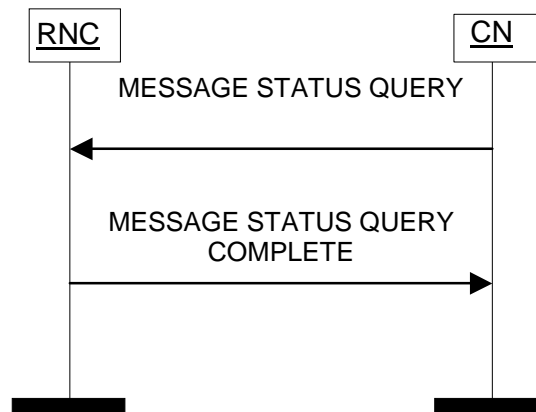 RNC
CN
MESSAGE STATUS QUERY
MESSAGE STATUS QUERY
COMPLETE